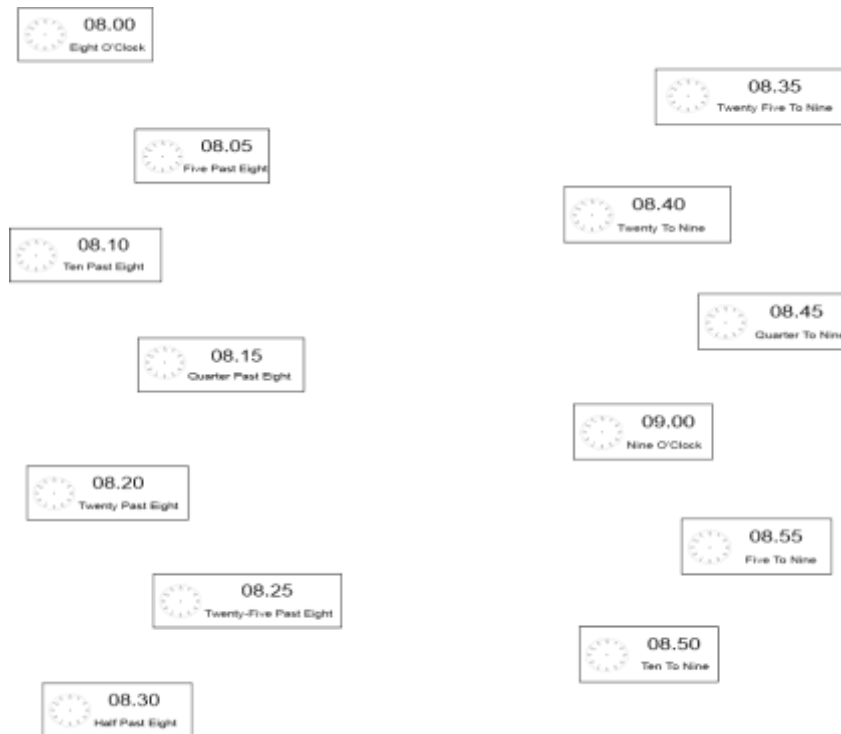 08.00
Eight O'Clock
08.05
Five Past Eight
08.10
Ten Past Eight
08.15
Quarter Past Eight
08.20
Twenty Past Eight
08.25
Twenty-Five Past Eight
08.30
Half Past Eight
08.35
Twenty Five To Nine
08.40
Twenty To Nine
08.45
Quarter To Nine
09.00
Nine O'Clock
08.55
Five To Nine
08.50
Ten To Nine